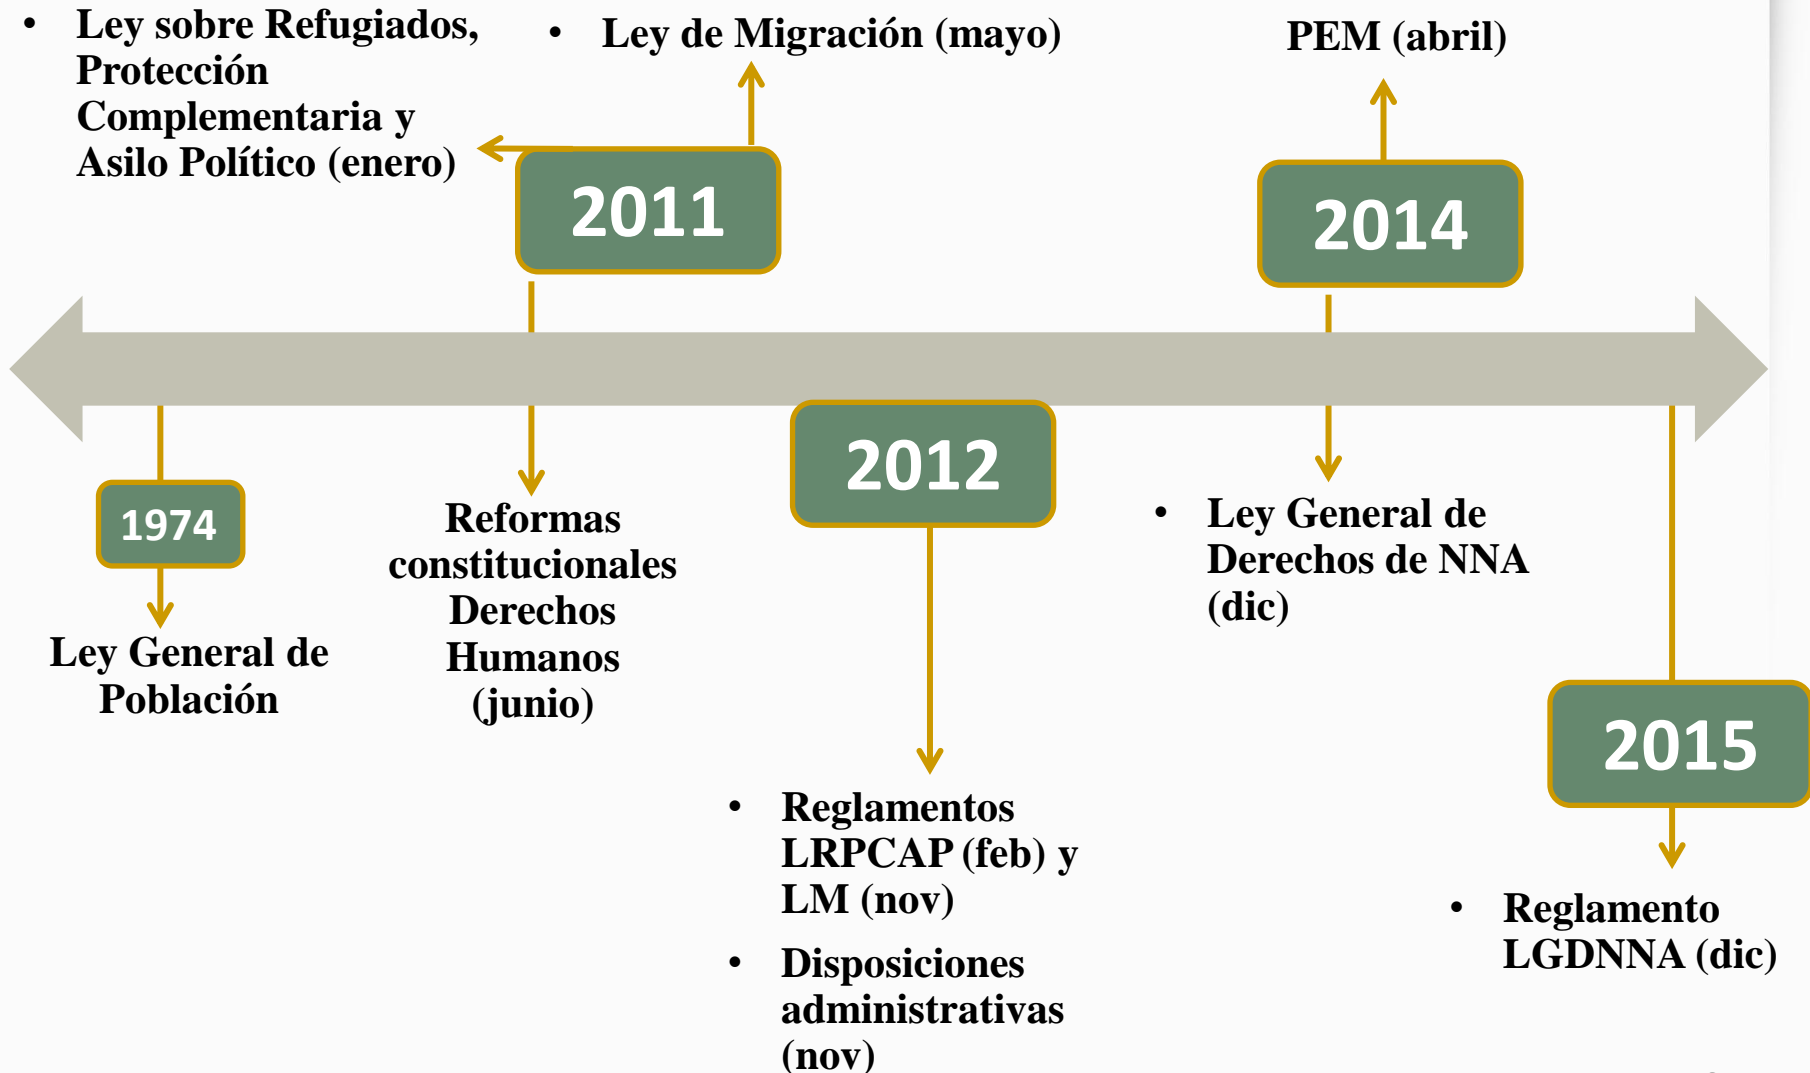 • Ley sobre Refugiados,
Protección
Complementaria y
Asilo Político (enero)
• Ley de Migración (mayo)
PEM (abril)
2011
2014
1974
Ley General de
Población
Reformas
constitucionales
Derechos
Humanos
(junio)
2012
• Reglamentos
LRPCAP (feb) y
LM (nov)
• Disposiciones
administrativas
(nov)
• Ley General de
Derechos de NNA
(dic)
2015
• Reglamento
LGDNNA (dic)